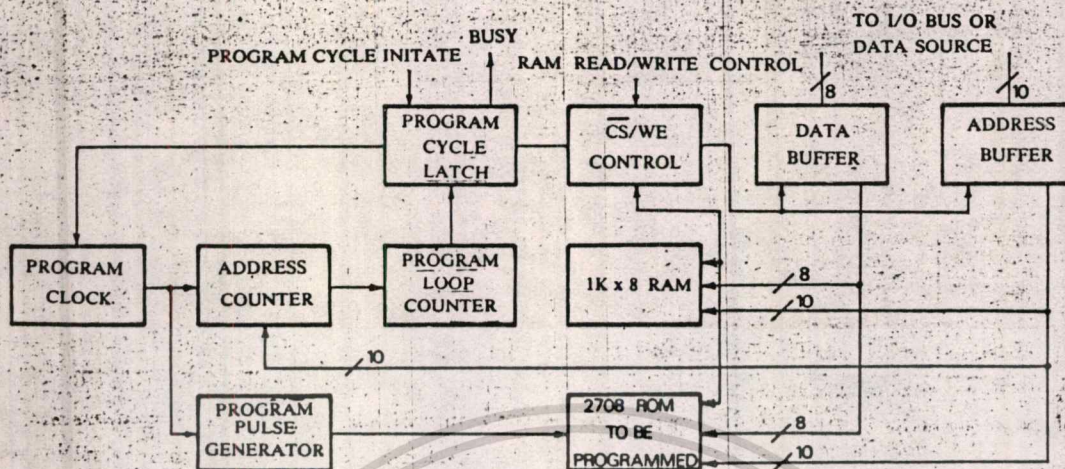 TO I/O BUS OR
DATA SOURCE
BUSY
PROGRAM CYCLE INITATE
RAM READ/WRITE CONTROL
8
10
PROGRAM
CYCLE
LATCH
CS/WE
CONTROL
DATA
BUFFER
ADDRESS
BUFFER
PROGRAM
CLOCK.
ADDRESS
COUNTER
PROGRAM
LOOP
COUNTER
1K x 8 RAM
8
10
10
PROGRAM
PULSE
GENERATOR
2708 ROM
TO BE
PROGRAMMED
8
10